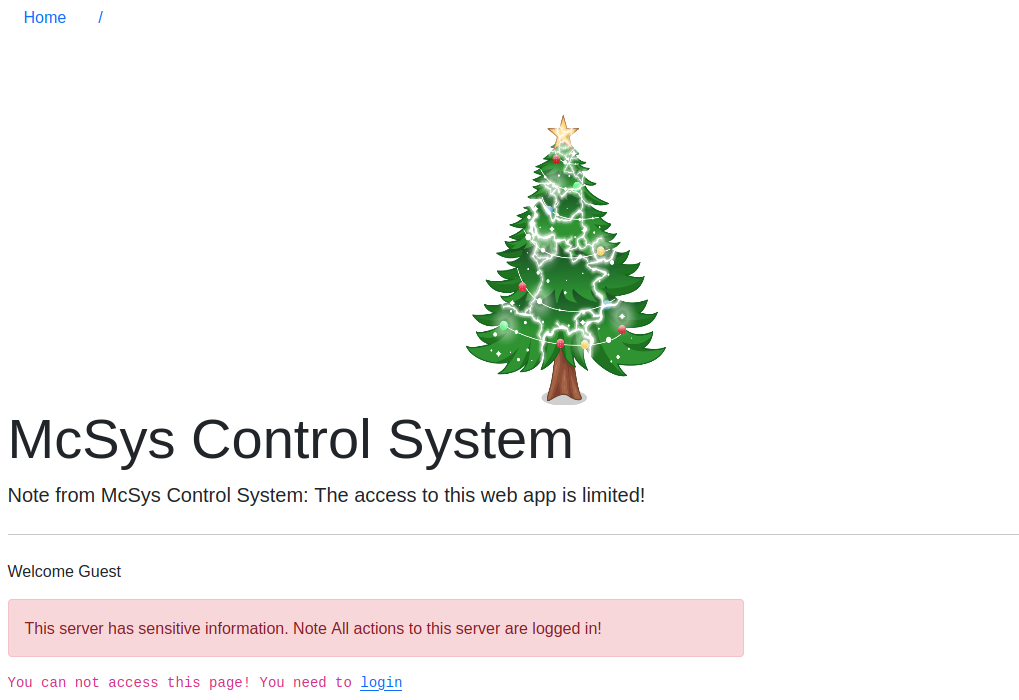 Home /
McSys Control System
Note from McSys Control System: The access to this web app is limited!
Welcome Guest
This server has sensitive information. Note All actions to this server are logged in!
You can not access this page! You need to login